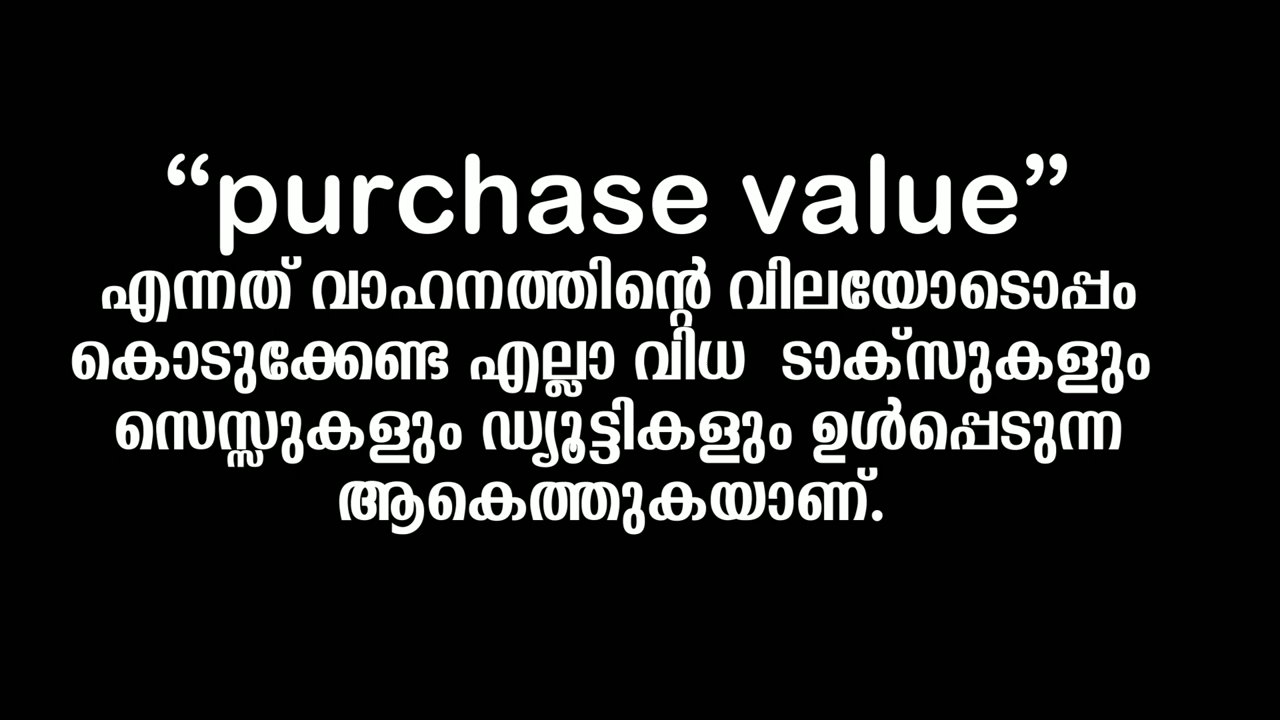 “purchase value”
എന്നത് വാഹനത്തിന്റെ വിലയോടൊപ്പം
കൊടുക്കേണ്ട എല്ലാ വിധ  ടാക്സുകളും
സെസ്സുകളും ഡ്യൂട്ടികളും ഉൾപ്പെടുന്ന
ആകെത്തുകയാണ്.